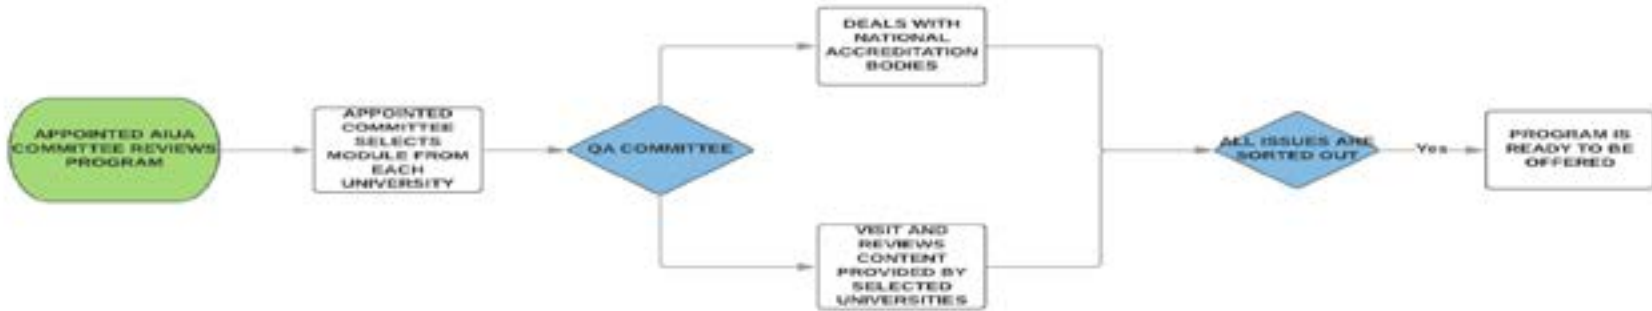 APPOINTED AIUA
COMMITTEE REVIEWS
PROGRAM
APPOINTED
COMMITTEE
SELECTS
MODULE FROM
EACH
UNIVERSITY
QA COMMITTEE
DEALS WITH
NATIONAL
ACCREDITATION
BODIES
VISIT AND
REVIEWS
CONTENT
PROVIDED BY
SELECTED
UNIVERSITIES
ALL ISSUES ARE
SORTED OUT
Yes
PROGRAM IS
READY TO BE
OFFERED